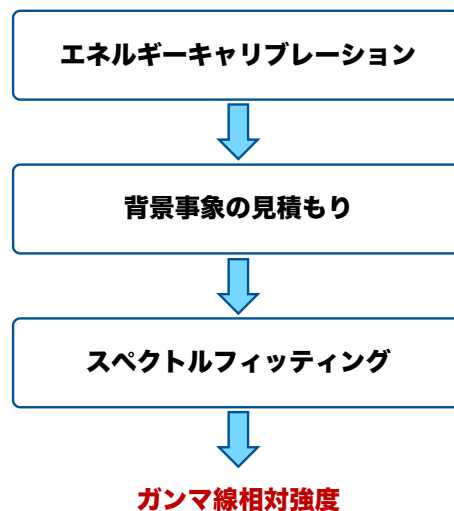 エネルギーキャリブレーション
背景事象の見積もり
スペクトルフィッティング
ガンマ線相対強度